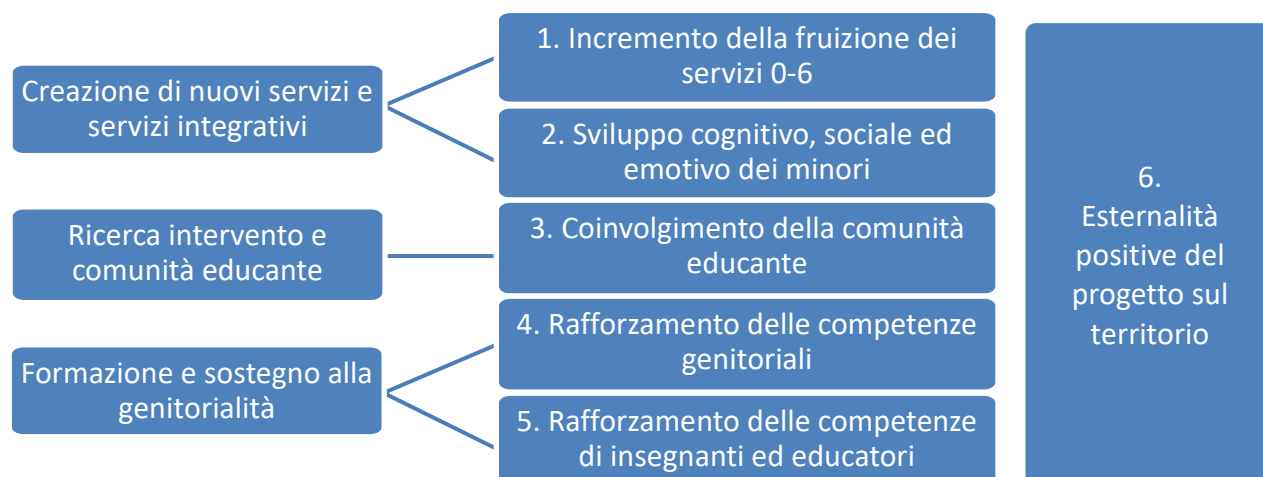 Creazione di nuovi servizi e
servizi integrativi
1. Incremento della fruizione dei
servizi 0-6
2. Sviluppo cognitivo, sociale ed
emotivo dei minori
Ricerca intervento e
comunità educante
3. Coinvolgimento della comunità
educante
Formazione e sostegno alla
genitorialità
4. Rafforzamento delle competenze
genitoriali
5. Rafforzamento delle competenze
di insegnanti ed educatori
6.
Esternalità
positive del
progetto sul
territorio